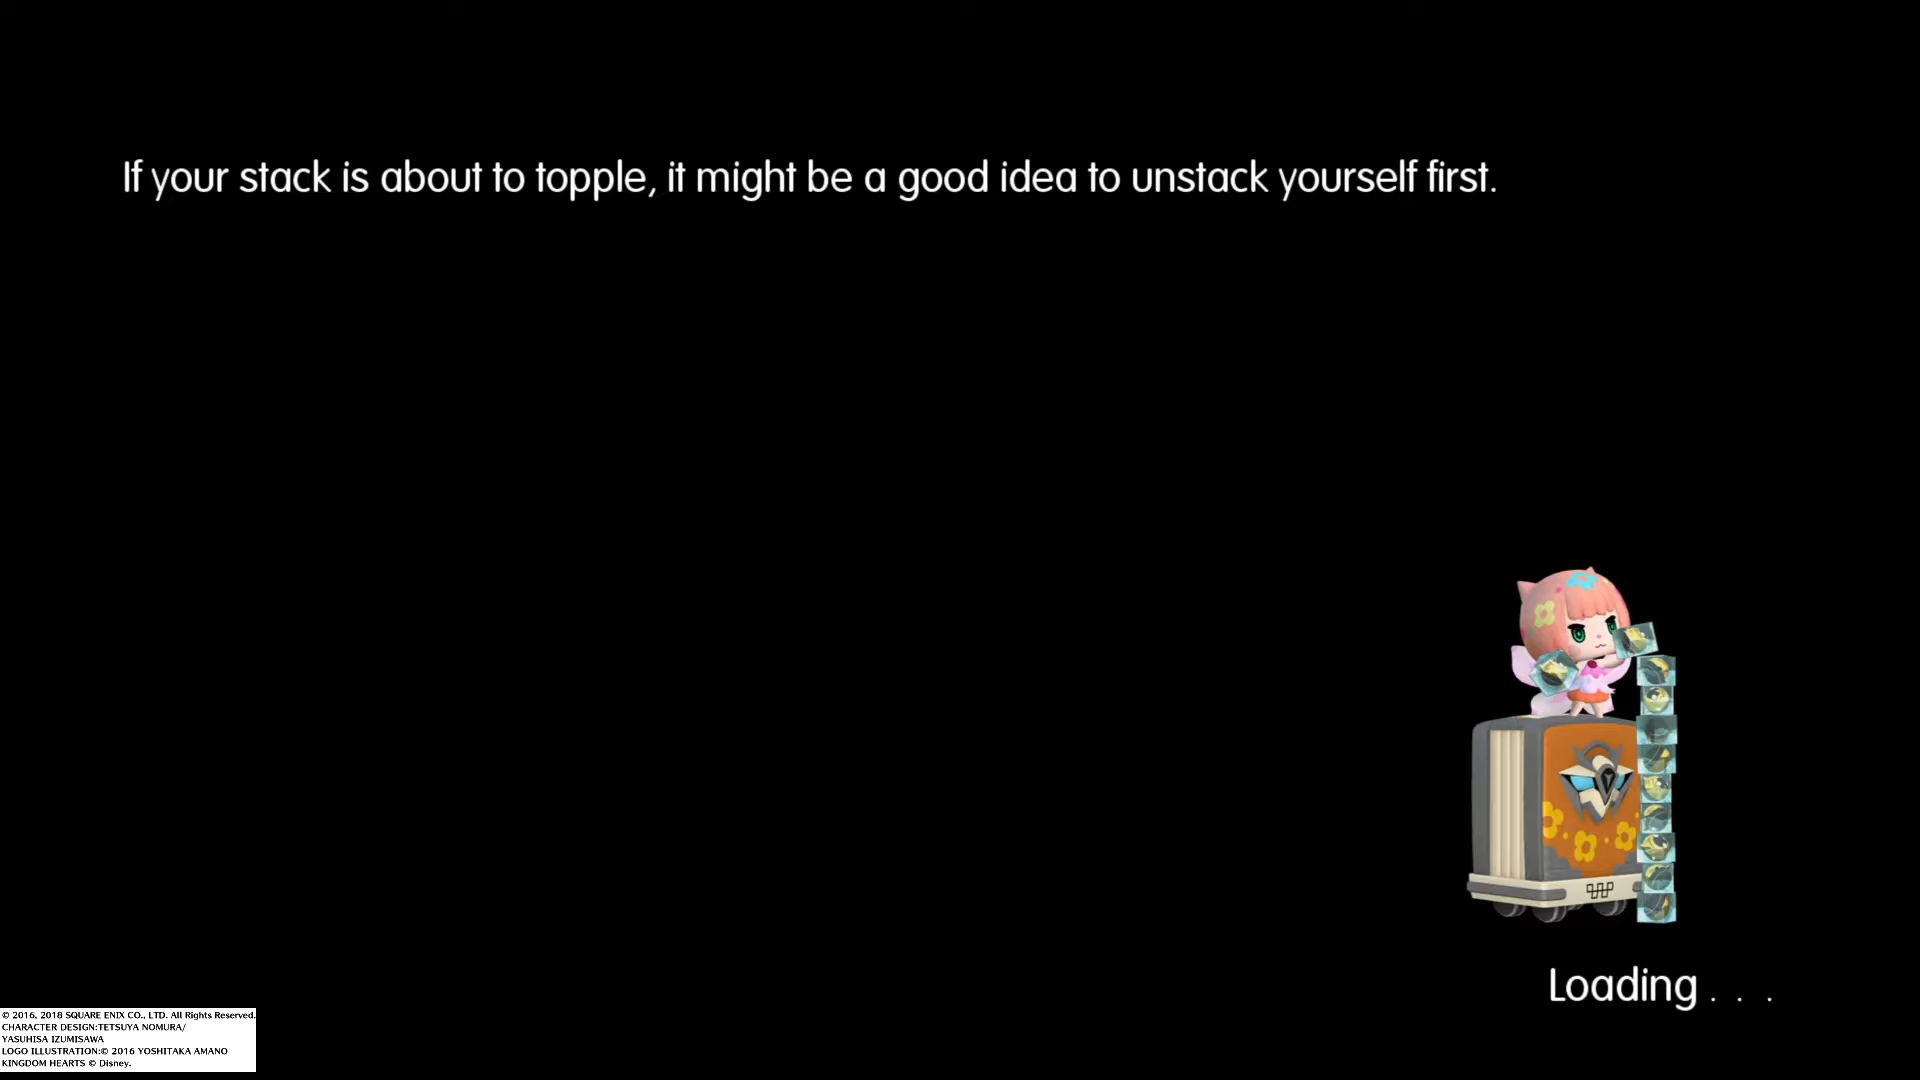 If your stack is about to topple, it might be a good idea to unstack yourself first.
Loading . . .
© 2016, 2018 SQUARE ENIX CO., LTD. All Rights Reserved.
CHARACTER DESIGN:TETSUYA NOMURA/
YASUHISA IZUMISAWA
LOGO ILLUSTRATION:© 2016 YOSHITAKA AMANO
KINGDOM HEARTS © Disney.